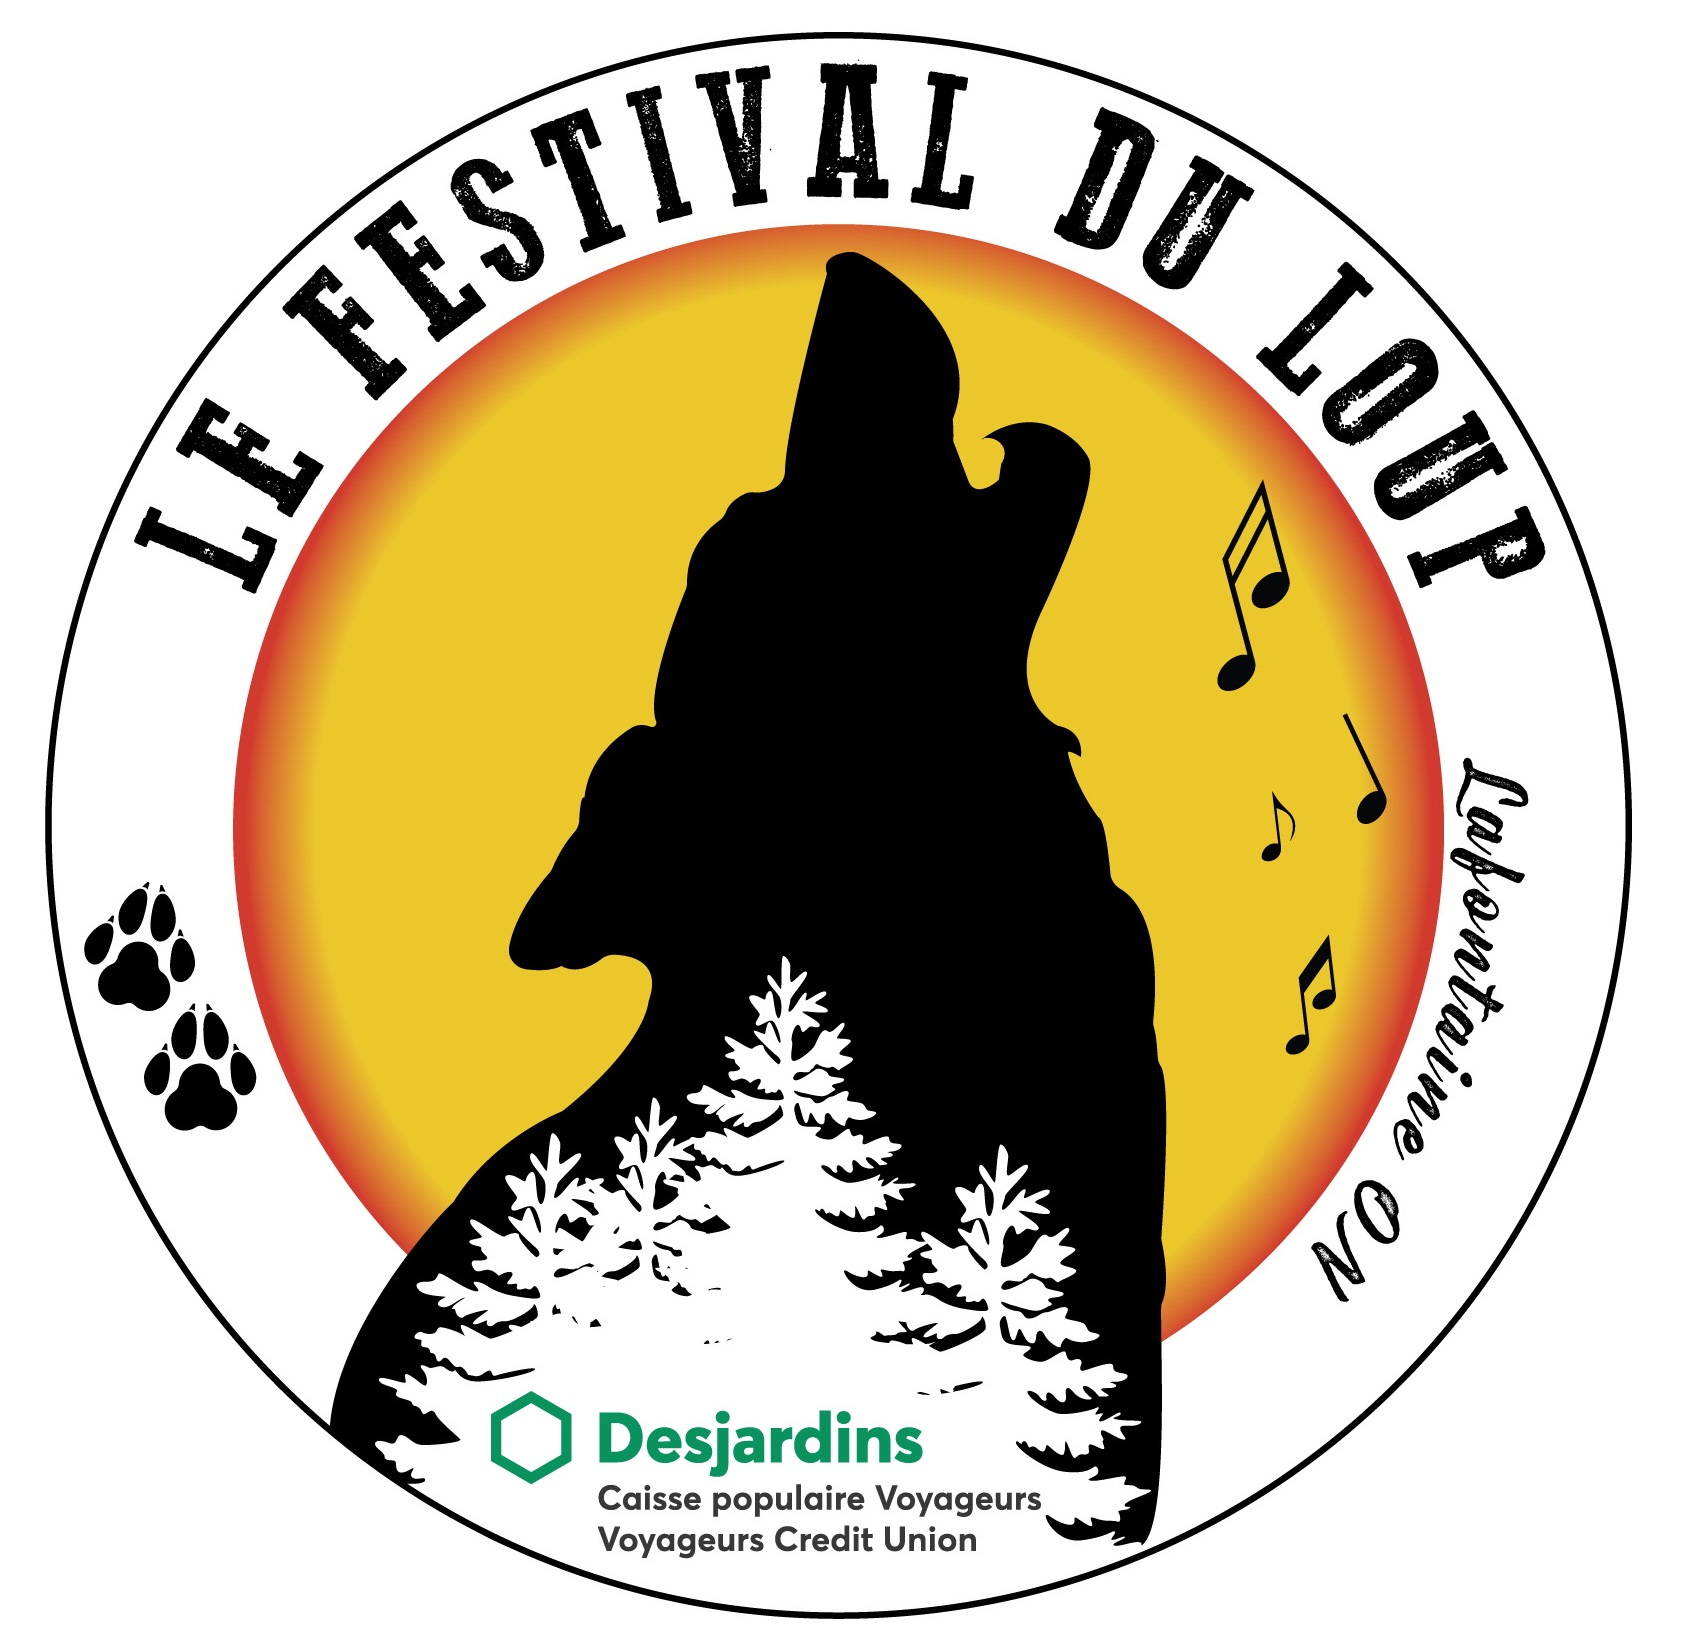 LE FESTIVAL DU LOUP
Lafontaine ON
Desjardins
Caisse populaire Voyageurs
Voyageurs Credit Union